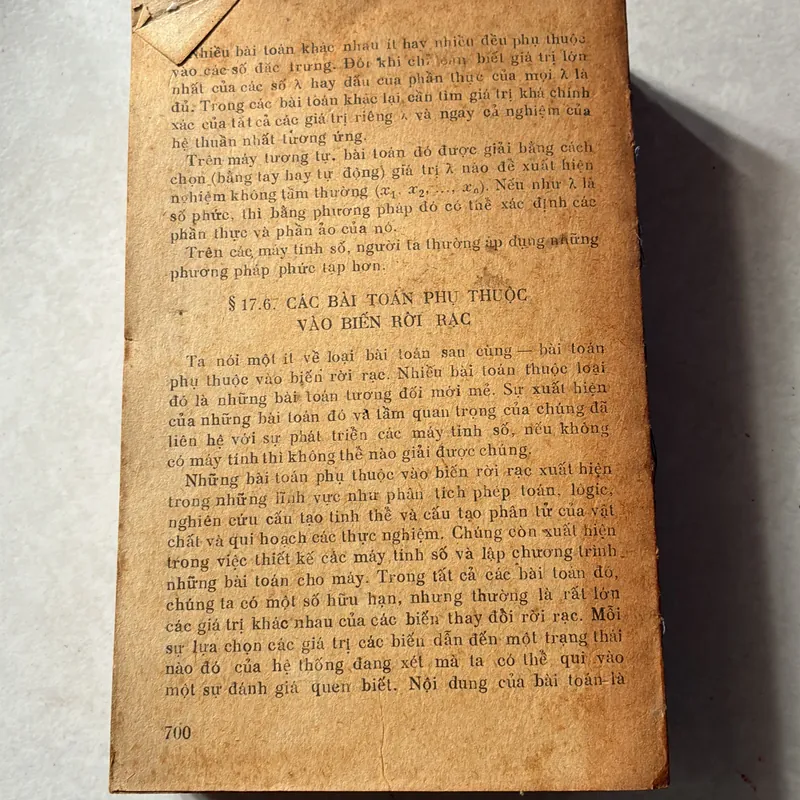 Nhiều bài toán khác nhau ít hay nhiều đều phụ thuộc
vào các số đặc trưng. Đôi khi chỉ cần biết giá trị lớn
nhất của các số λ hay dấu của phần thực của mọi λ là
đủ. Trong các bài toán khác lại cần tìm giá trị khá chính
xác của tất cả các giá trị riêng λ và ngay cả nghiệm của
hệ thuần nhất tương ứng.
Trên máy tương tự, bài toán đó được giải bằng cách
chọn (bằng tay hay tự động) giá trị λ nào để xuất hiện
nghiệm không tầm thường (x₁, x₂, ..., xₙ). Nếu như λ là
số phức, thì bằng phương pháp đó có thể xác định các
phần thực và phần ảo của nó.
Trên các máy tính số, người ta thường áp dụng những
phương pháp phức tạp hơn.
§ 17.6. CÁC BÀI TOÁN PHỤ THUỘC
VÀO BIẾN RỜI RẠC
Ta nói một ít về loại bài toán sau cùng — bài toán
phụ thuộc vào biến rời rạc. Nhiều bài toán thuộc loại
đó là những bài toán tương đối mới mẻ. Sự xuất hiện
của những bài toán đó và tầm quan trọng của chúng đã
liên hệ với sự phát triển các máy tính số, nếu không
có máy tính thì không thể nào giải được chúng.
Những bài toán phụ thuộc vào biến rời rạc xuất hiện
trong những lĩnh vực như phân tích phép toán, lôgic,
nghiên cứu cấu tạo tinh thể và cấu tạo phân tử của vật
chất và qui hoạch các thực nghiệm. Chúng còn xuất hiện
trong việc thiết kế các máy tính số và lập chương trình
những bài toán cho máy. Trong tất cả các bài toán đó,
chúng ta có một số hữu hạn, nhưng thường là rất lớn
các giá trị khác nhau của các biến thay đổi rời rạc. Mỗi
sự lựa chọn các giá trị các biến dẫn đến một trạng thái
nào đó của hệ thống đang xét mà ta có thể qui vào
một sự đánh giá quen biết. Nội dung của bài toán là
700